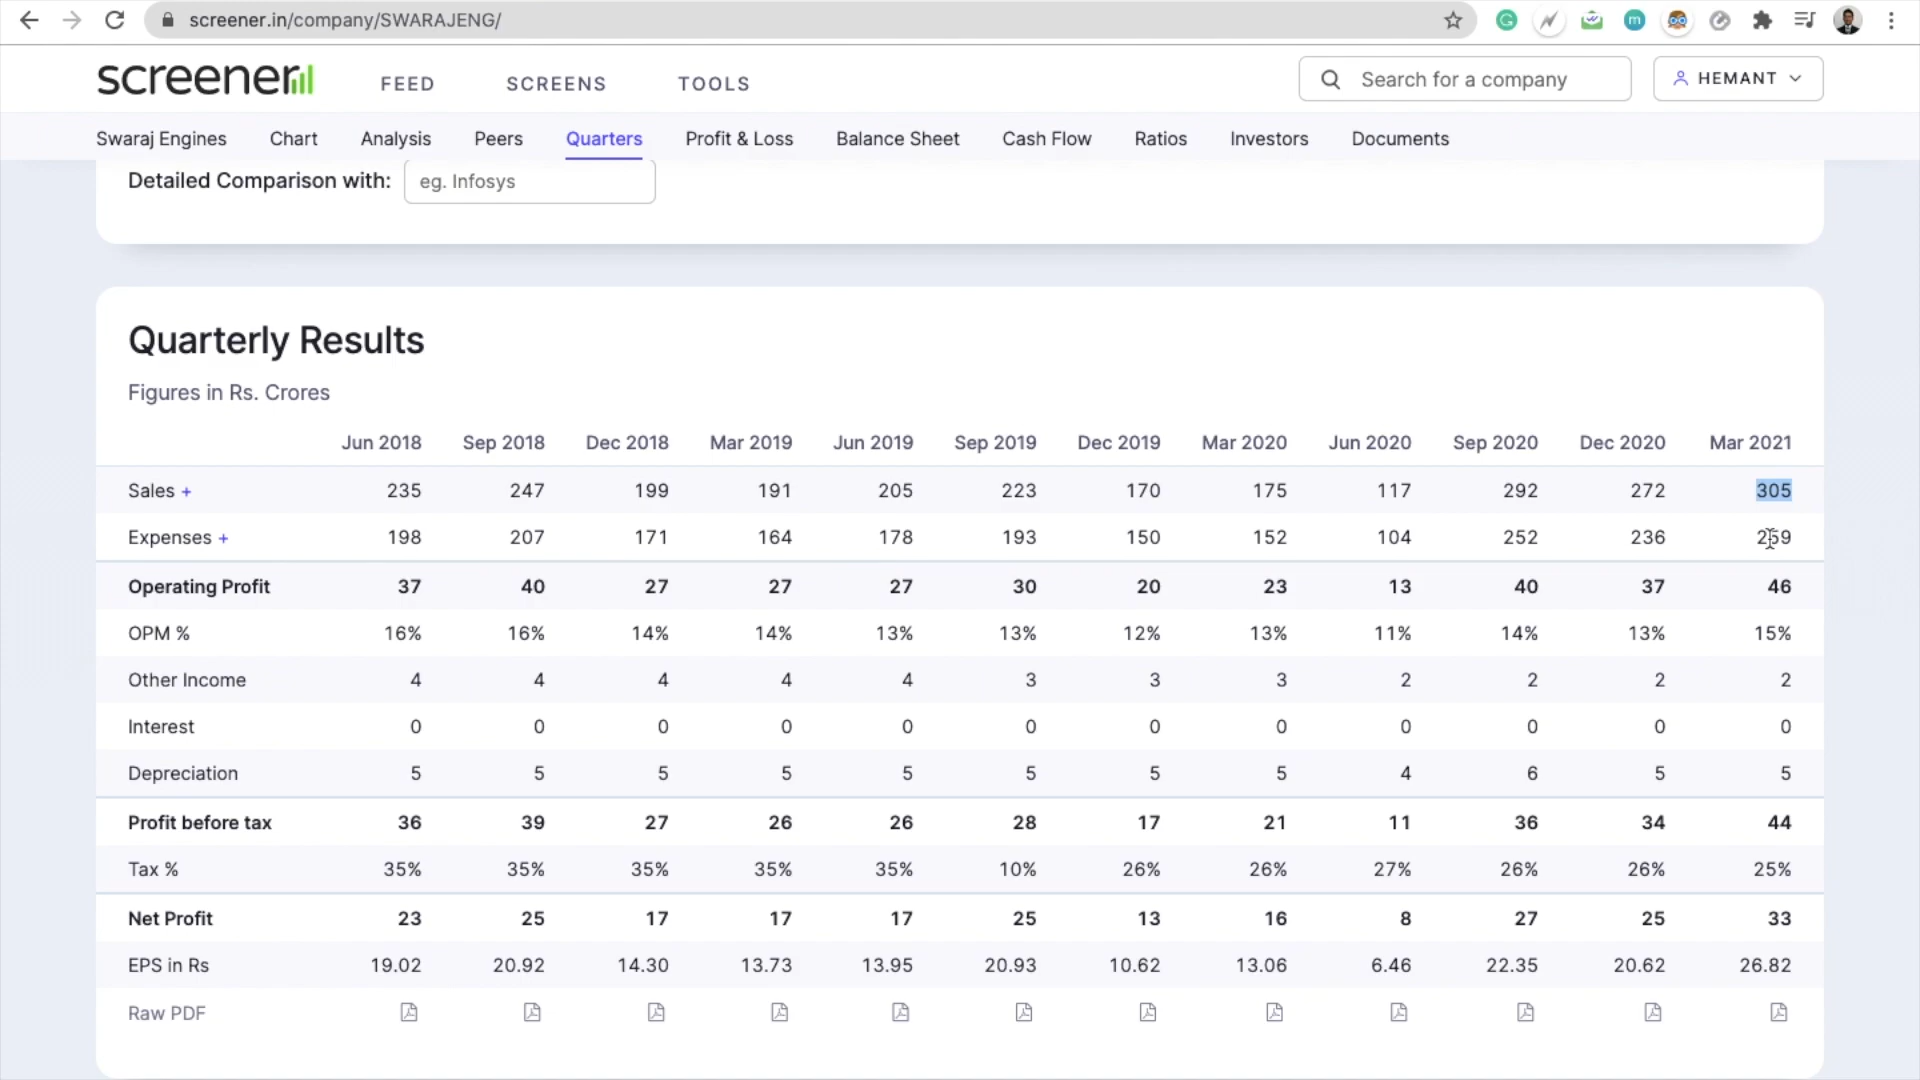 screener.in/company/SWARAJENG/
screener FEED SCREENS TOOLS Search for a company HEMANT
Swaraj Engines Chart Analysis Peers Quarters Profit & Loss Balance Sheet Cash Flow Ratios Investors Documents
Detailed Comparison with: eg. Infosys
Quarterly Results
Figures in Rs. Crores
Jun 2018 Sep 2018 Dec 2018 Mar 2019 Jun 2019 Sep 2019 Dec 2019 Mar 2020 Jun 2020 Sep 2020 Dec 2020 Mar 2021
Sales + 235 247 199 191 205 223 170 175 117 292 272 305
Expenses + 198 207 171 164 178 193 150 152 104 252 236 259
Operating Profit 37 40 27 27 27 30 20 23 13 40 37 46
OPM % 16% 16% 14% 14% 13% 13% 12% 13% 11% 14% 13% 15%
Other Income 4 4 4 4 4 3 3 3 2 2 2 2
Interest 0 0 0 0 0 0 0 0 0 0 0 0
Depreciation 5 5 5 5 5 5 5 5 4 6 5 5
Profit before tax 36 39 27 26 26 28 17 21 11 36 34 44
Tax % 35% 35% 35% 35% 35% 10% 26% 26% 27% 26% 26% 25%
Net Profit 23 25 17 17 17 25 13 16 8 27 25 33
EPS in Rs 19.02 20.92 14.30 13.73 13.95 20.93 10.62 13.06 6.46 22.35 20.62 26.82
Raw PDF